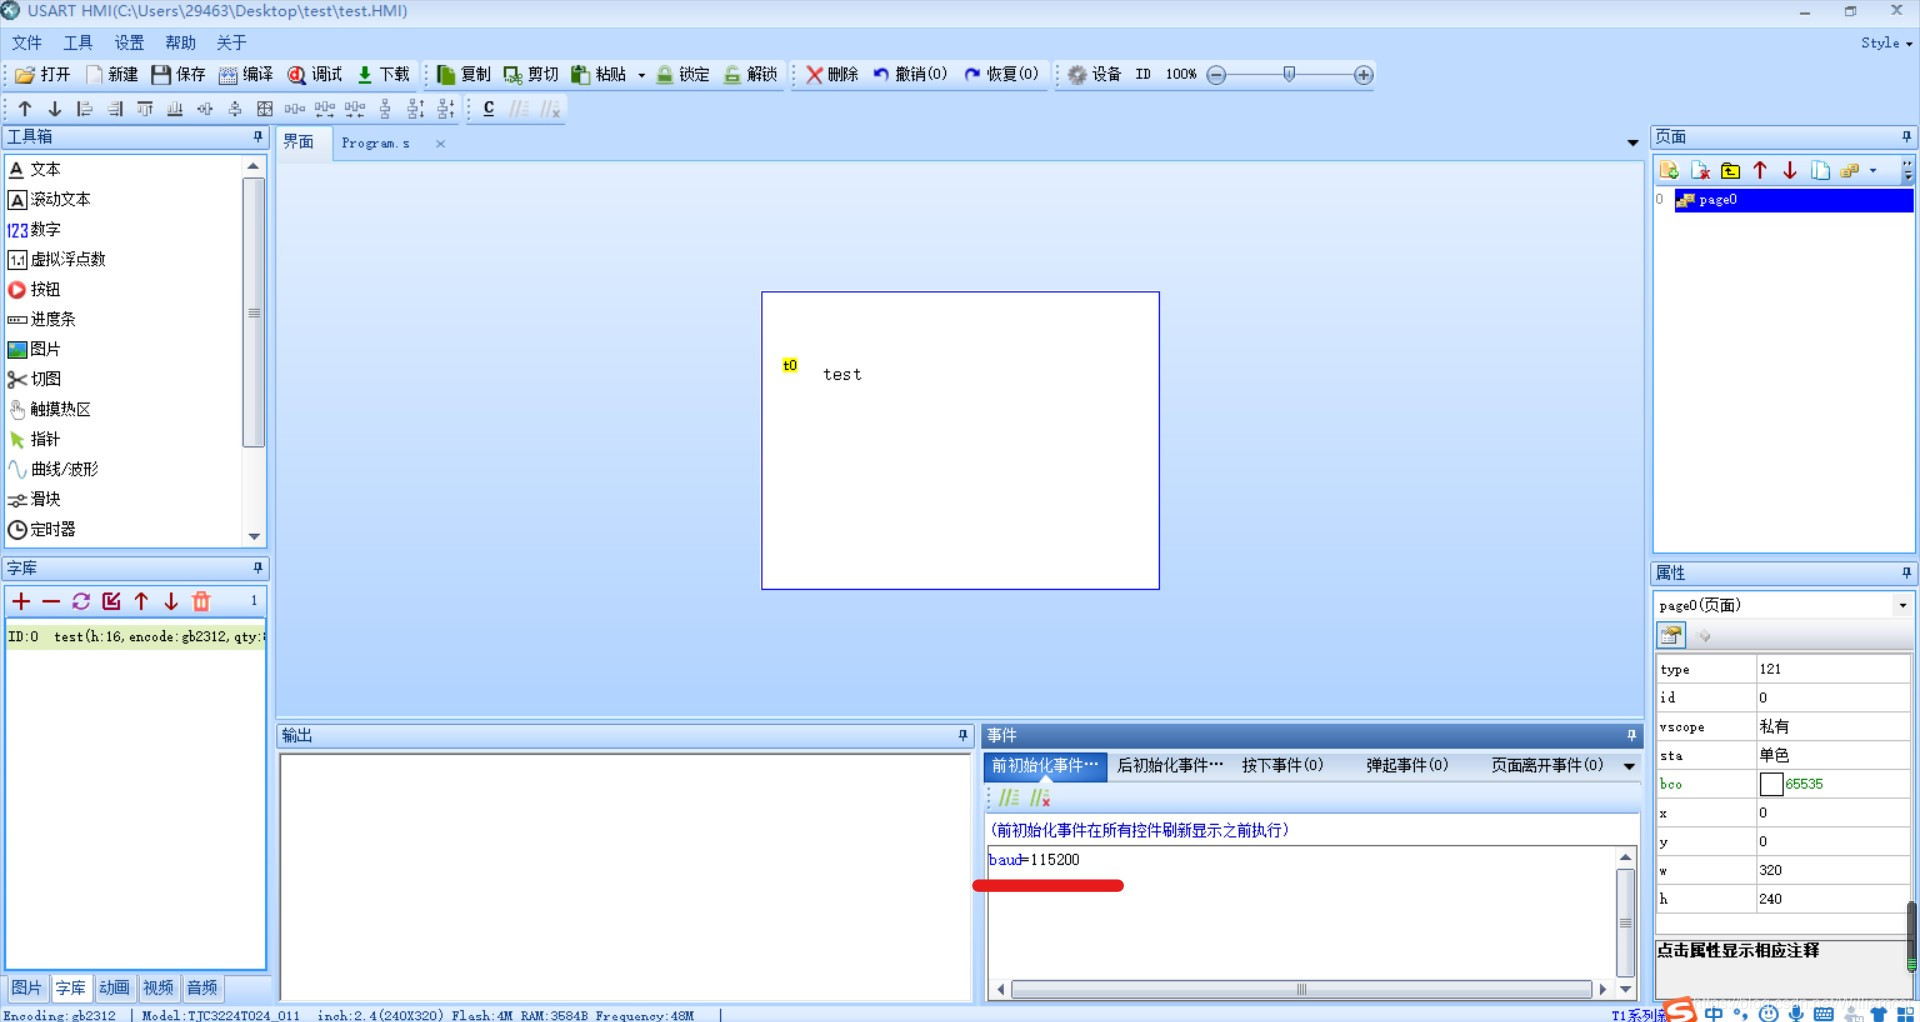 USART HMI(C:\Users\29463\Desktop\test\test.HMI)
文件 工具 设置 帮助 关于 Style
打开 新建 保存 编译 调试 下载 复制 剪切 粘贴 锁定 解锁 删除 撤销(0) 恢复(0) 设备 ID 100%
工具箱
A 文本
A 滚动文本
123 数字
1.1 虚拟浮点数
按钮
进度条
图片
切图
触摸热区
指针
曲线/波形
滑块
定时器
字库
1
ID:0 test(h:16,encode:gb2312,qty:
图片 字库 动画 视频 音频
界面 Program.s
t0
test
输出
事件
前初始化事件… 后初始化事件… 按下事件(0) 弹起事件(0) 页面离开事件(0)
(前初始化事件在所有控件刷新显示之前执行)
baud=115200
页面
0 page0
属性
page0(页面)
type 121
id 0
vscope 私有
sta 单色
bco 65535
x 0
y 0
w 320
h 240
点击属性显示相应注释
Encoding:gb2312 Model:TJC3224T024_011 inch:2.4(240X320) Flash:4M RAM:3584B Frequency:48M
T1系列
中